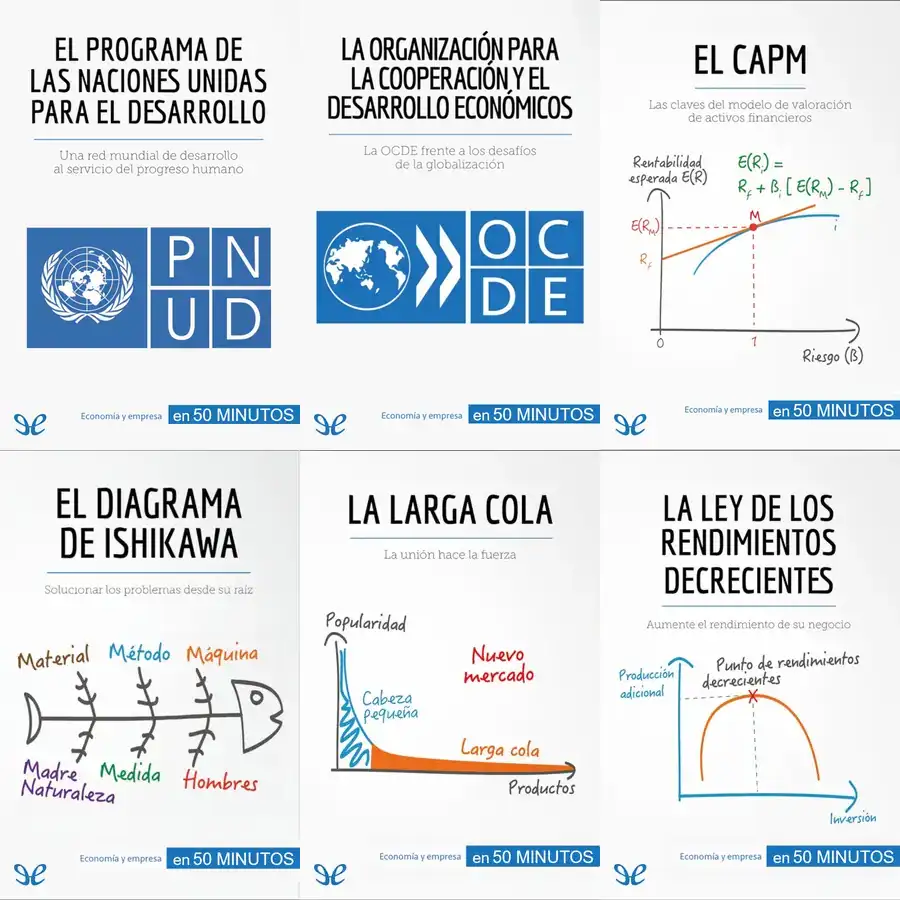 EL PROGRAMA DE
LAS NACIONES UNIDAS
PARA EL DESARROLLO
Una red mundial de desarrollo
al servicio del progreso humano
P N
U D
Economía y empresa
en 50 MINUTOS
LA ORGANIZACIÓN PARA
LA COOPERACIÓN Y EL
DESARROLLO ECONÓMICOS
La OCDE frente a los desafíos
de la globalización
O C
D E
Economía y empresa
en 50 MINUTOS
EL CAPM
Las claves del modelo de valoración
de activos financieros
Rentabilidad
esperada E(R)
E(Ri) =
Rf + ßi [ E(RM) - Rf ]
M
E(RM)
i
Rf
0
1
Riesgo (ß)
Economía y empresa
en 50 MINUTOS
EL DIAGRAMA
DE ISHIKAWA
Solucionar los problemas desde su raíz
Material
Método
Máquina
Madre
Naturaleza
Medida
Hombres
Economía y empresa
en 50 MINUTOS
LA LARGA COLA
La unión hace la fuerza
Popularidad
Nuevo
mercado
Cabeza
pequeña
Larga cola
Productos
Economía y empresa
en 50 MINUTOS
LA LEY DE LOS
RENDIMIENTOS
DECRECIENTES
Aumente el rendimiento de su negocio
Producción
adicional
Punto de rendimientos
decrecientes
Inversión
Economía y empresa
en 50 MINUTOS